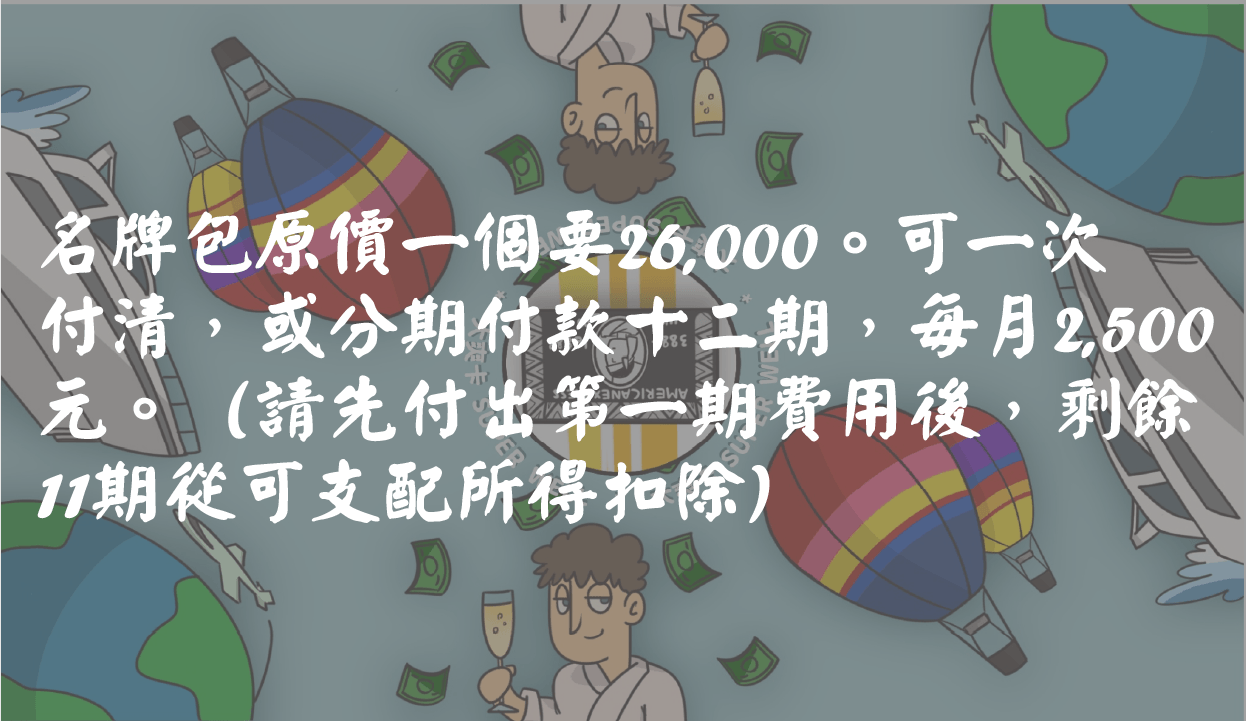 名牌包原價一個要26,000。可一次
付清，或分期付款十二期，每月2,500
元。（請先付出第一期費用後，剩餘
11期從可支配所得扣除）